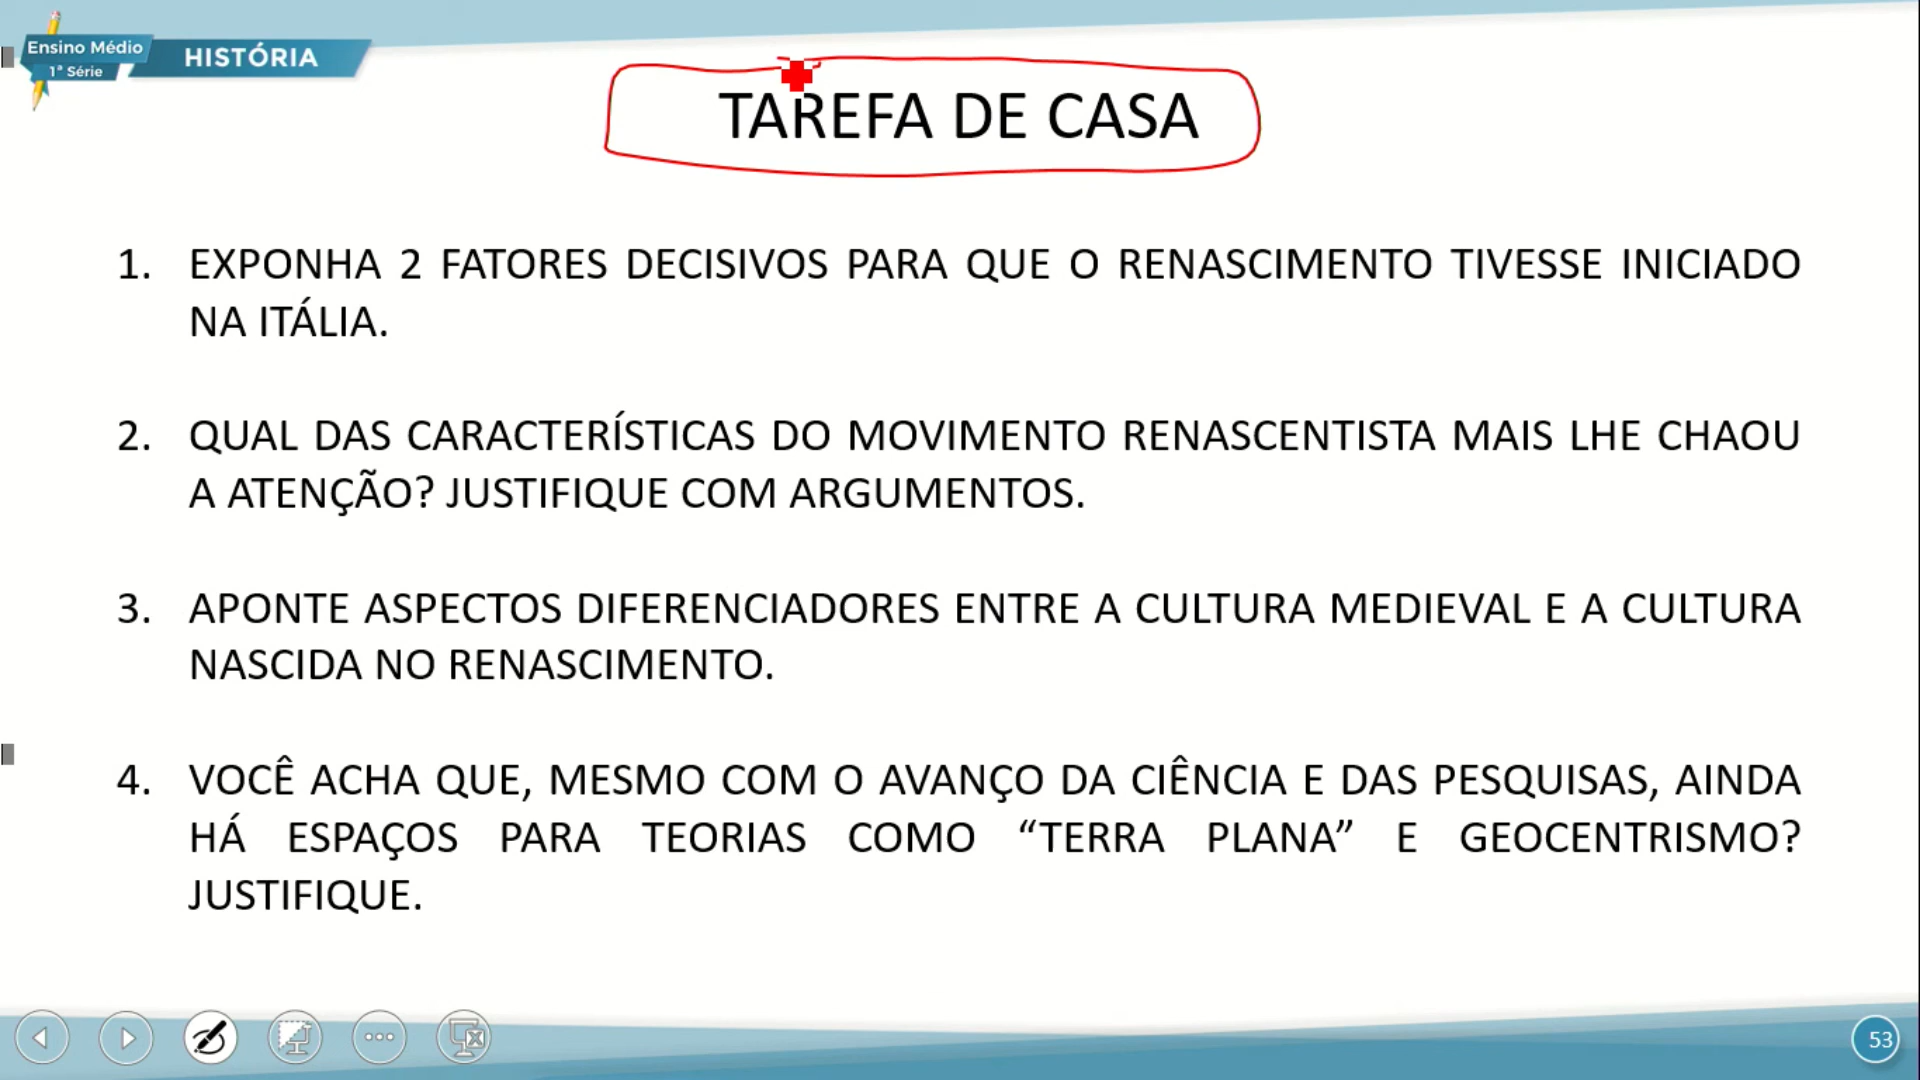 Ensino Médio
1ª Série
HISTÓRIA
TAREFA DE CASA
1. EXPONHA 2 FATORES DECISIVOS PARA QUE O RENASCIMENTO TIVESSE INICIADO
NA ITÁLIA.
2. QUAL DAS CARACTERÍSTICAS DO MOVIMENTO RENASCENTISTA MAIS LHE CHAOU
A ATENÇÃO? JUSTIFIQUE COM ARGUMENTOS.
3. APONTE ASPECTOS DIFERENCIADORES ENTRE A CULTURA MEDIEVAL E A CULTURA
NASCIDA NO RENASCIMENTO.
4. VOCÊ ACHA QUE, MESMO COM O AVANÇO DA CIÊNCIA E DAS PESQUISAS, AINDA
HÁ ESPAÇOS PARA TEORIAS COMO “TERRA PLANA” E GEOCENTRISMO?
JUSTIFIQUE.
53